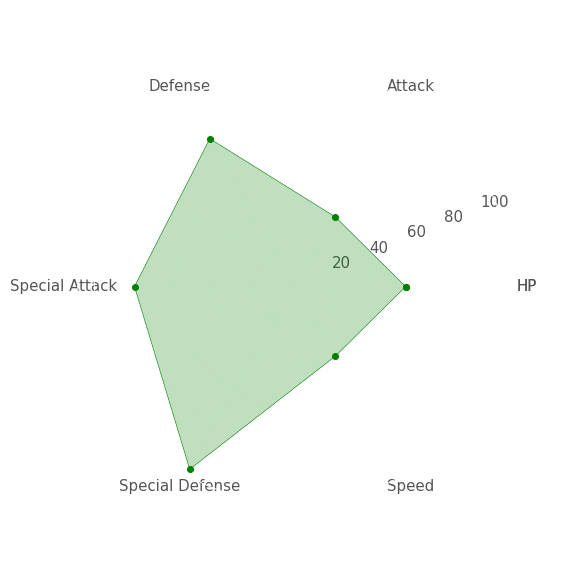 Defense
Attack
100
80
60
40
20
Special Attack
HP
Special Defense
Speed